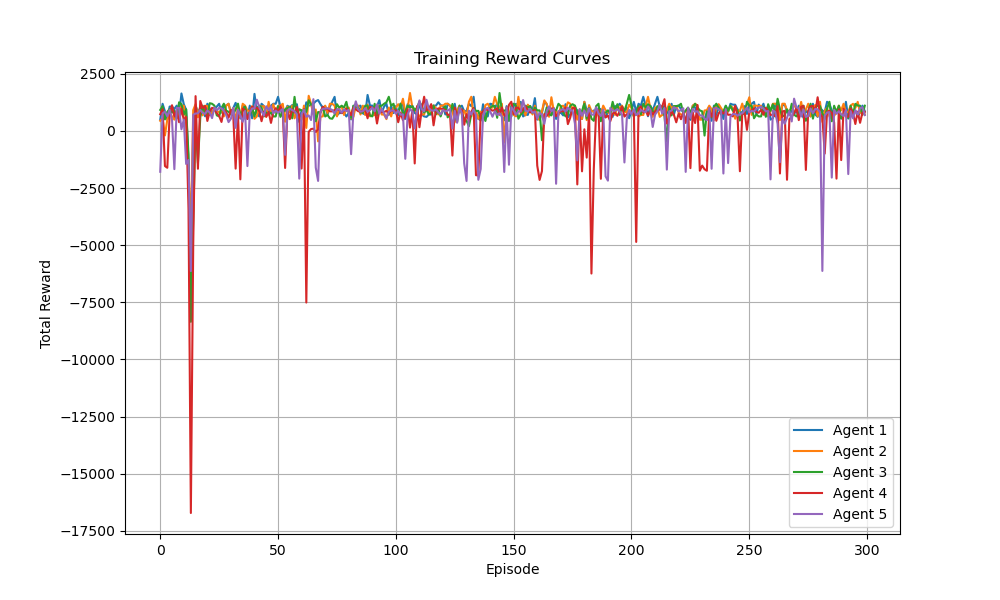 Training Reward Curves
Total Reward
2500
0
−2500
−5000
−7500
−10000
−12500
−15000
−17500
0 50 100 150 200 250 300
Episode
Agent 1
Agent 2
Agent 3
Agent 4
Agent 5